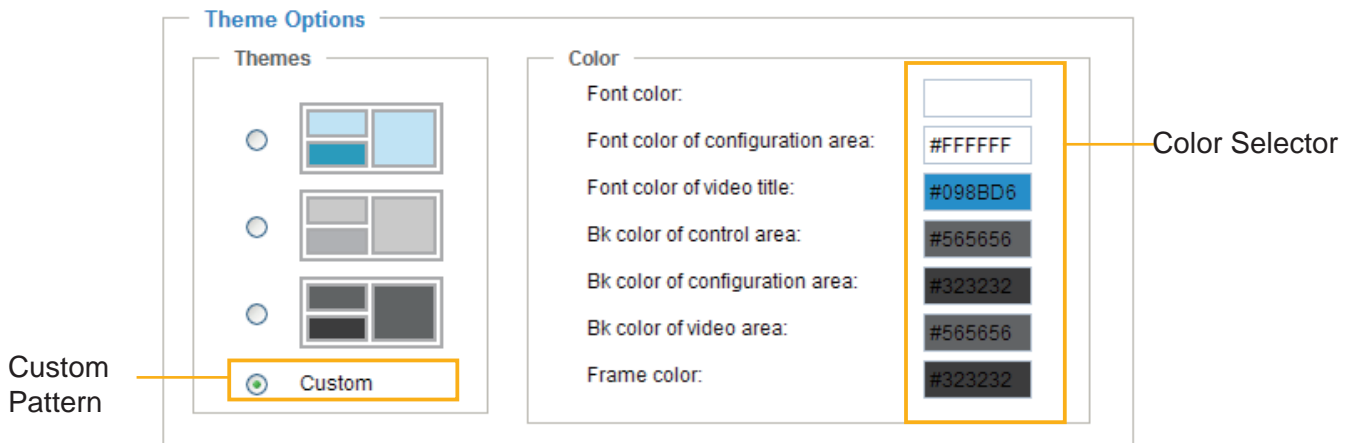 Theme Options
Themes
Custom
Color
Font color:
Font color of configuration area: #FFFFFF
Font color of video title: #098BD6
Bk color of control area: #565656
Bk color of configuration area: #323232
Bk color of video area: #565656
Frame color: #323232
Color Selector
Custom
Pattern